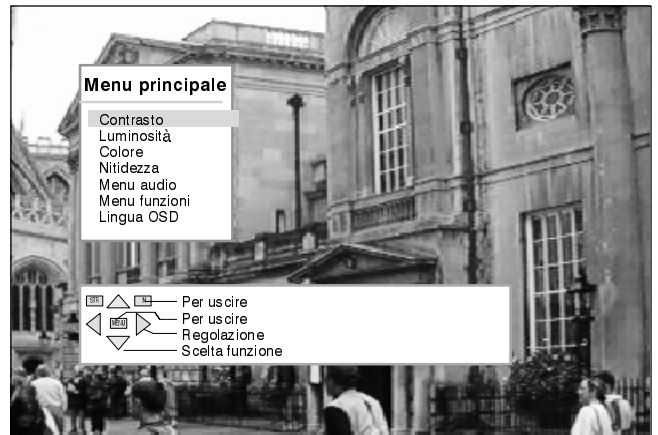 Menu principale
Contrasto
Luminosità
Colore
Nitidezza
Menu audio
Menu funzioni
Lingua OSD
STR
N
Per uscire
MENU
Per uscire
Regolazione
Scelta funzione